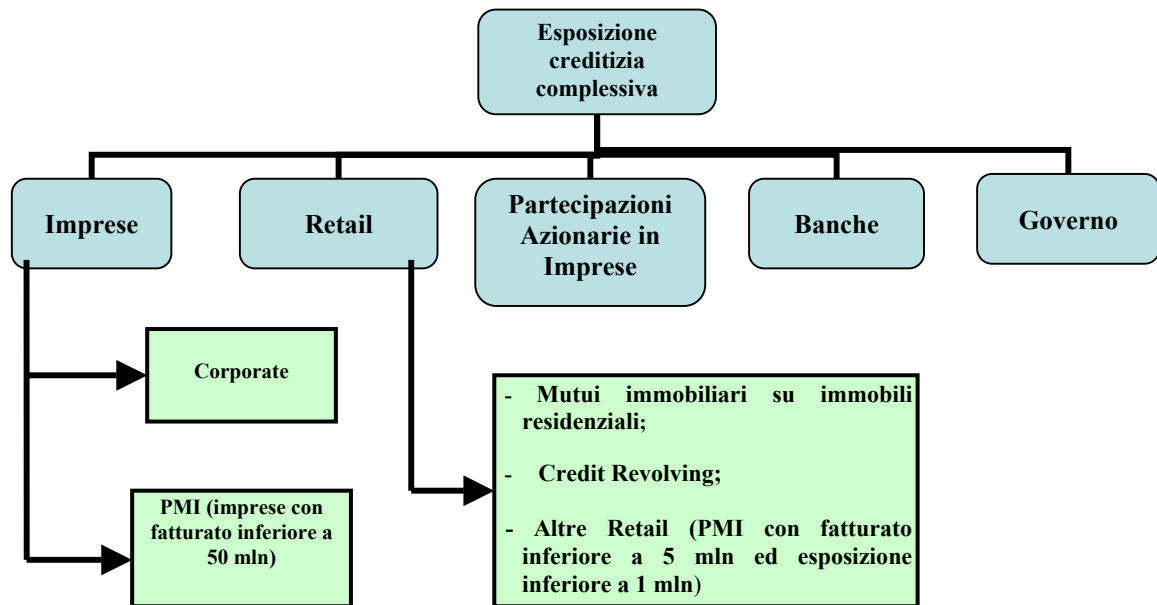 Esposizione
creditizia
complessiva
Imprese
Retail
Partecipazioni
Azionarie in
Imprese
Banche
Governo
Corporate
PMI (imprese con
fatturato inferiore a
50 mln)
- Mutui immobiliari su immobili
residenziali;
- Credit Revolving;
- Altre Retail (PMI con fatturato
inferiore a 5 mln ed esposizione
inferiore a 1 mln)